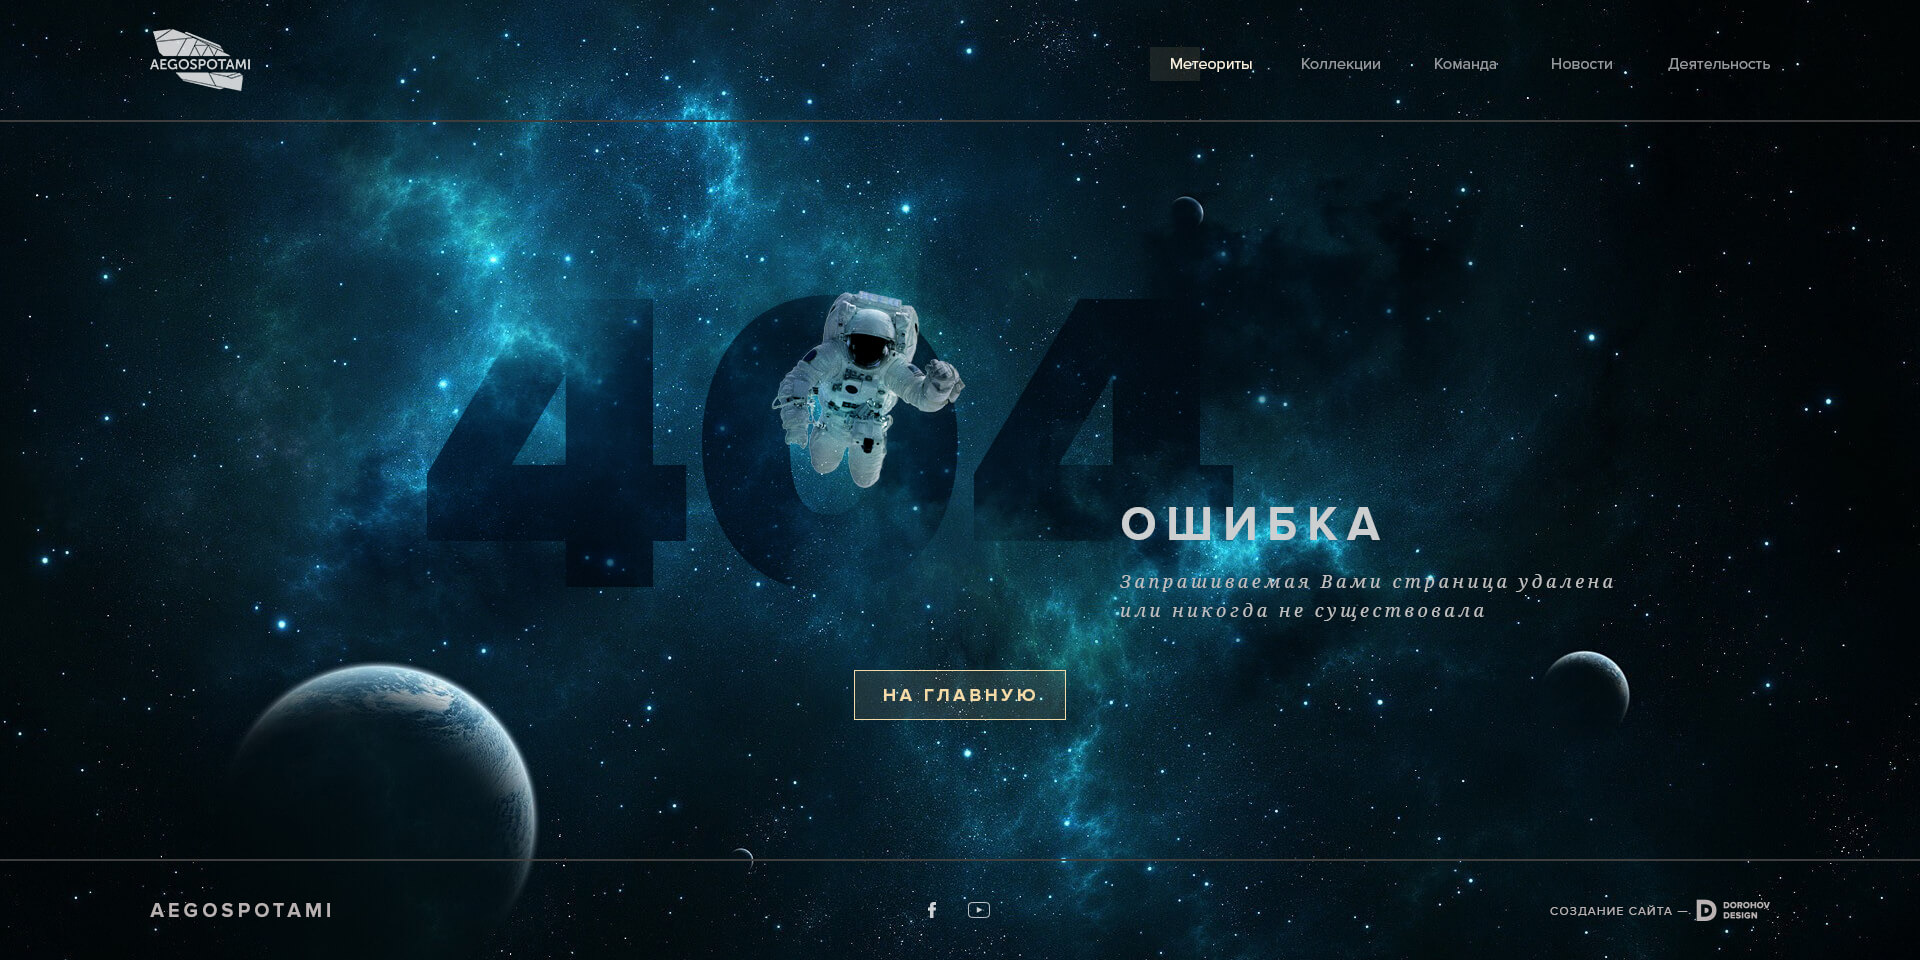 AEGOSPOTAMI
Метеориты Коллекции Команда Новости Деятельность
404
ОШИБКА
Запрашиваемая Вами страница удалена
или никогда не существовала
НА ГЛАВНУЮ
AEGOSPOTAMI
СОЗДАНИЕ САЙТА —
DOROHOV
DESIGN